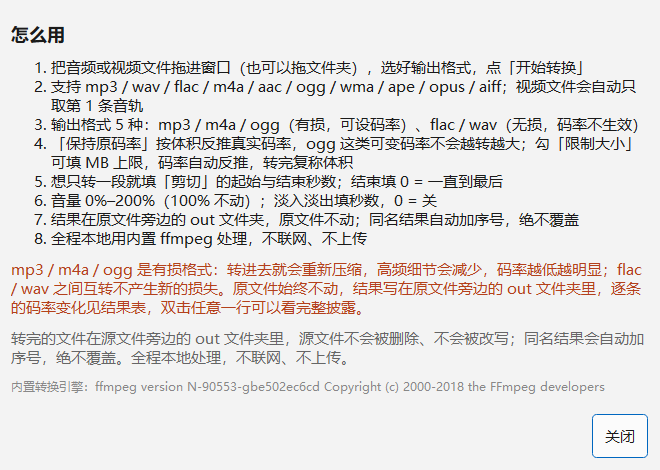 怎么用
1. 把音频或视频文件拖进窗口（也可以拖文件夹），选好输出格式，点「开始转换」
2. 支持 mp3 / wav / flac / m4a / aac / ogg / wma / ape / opus / aiff；视频文件会自动只
取第 1 条音轨
3. 输出格式 5 种：mp3 / m4a / ogg（有损，可设码率）、flac / wav（无损，码率不生效）
4. 「保持原码率」按体积反推真实码率，ogg 这类可变码率不会越转越大；勾「限制大小」
可填 MB 上限，码率自动反推，转完复称体积
5. 想只转一段就填「剪切」的起始与结束秒数；结束填 0 = 一直到最后
6. 音量 0%–200%（100% 不动）；淡入淡出填秒数，0 = 关
7. 结果在原文件旁边的 out 文件夹，原文件不动；同名结果自动加序号，绝不覆盖
8. 全程本地用内置 ffmpeg 处理，不联网、不上传
mp3 / m4a / ogg 是有损格式：转进去就会重新压缩，高频细节会减少，码率越低越明显；flac
/ wav 之间互转不产生新的损失。原文件始终不动，结果写在原文件旁边的 out 文件夹里，逐条
的码率变化见结果表，双击任意一行可以看完整披露。
转完的文件在源文件旁边的 out 文件夹里，源文件不会被删除、不会被改写；同名结果会自动加
序号，绝不覆盖。全程本地处理，不联网、不上传。
内置转换引擎：ffmpeg version N-90553-gbe502ec6cd Copyright (c) 2000-2018 the FFmpeg developers
关闭